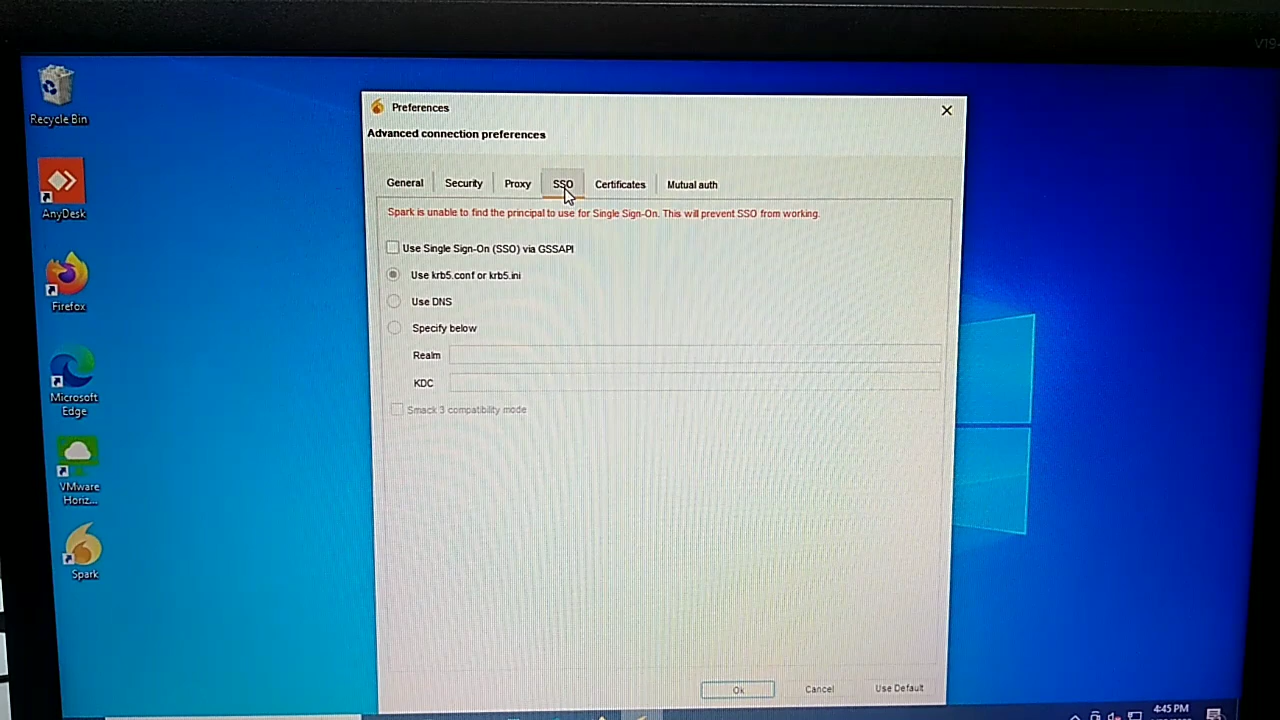 V19
Recycle Bin
AnyDesk
Firefox
Microsoft
Edge
VMware
Horiz...
Spark
Preferences
Advanced connection preferences
General
Security
Proxy
SSO
Certificates
Mutual auth
Spark is unable to find the principal to use for Single Sign-On. This will prevent SSO from working.
Use Single Sign-On (SSO) via GSSAPI
Use krb5.conf or krb5.ini
Use DNS
Specify below
Realm
KDC
Smack 3 compatibility mode
Ok
Cancel
Use Default
4:45 PM